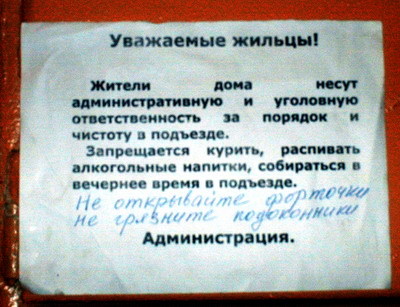 Уважаемые жильцы!
Жители дома несут
административную и уголовную
ответственность за порядок и
чистоту в подъезде.
Запрещается курить, распивать
алкогольные напитки, собираться в
вечернее время в подъезде.
Не открывайте форточки
не грязните подоконники
Администрация.